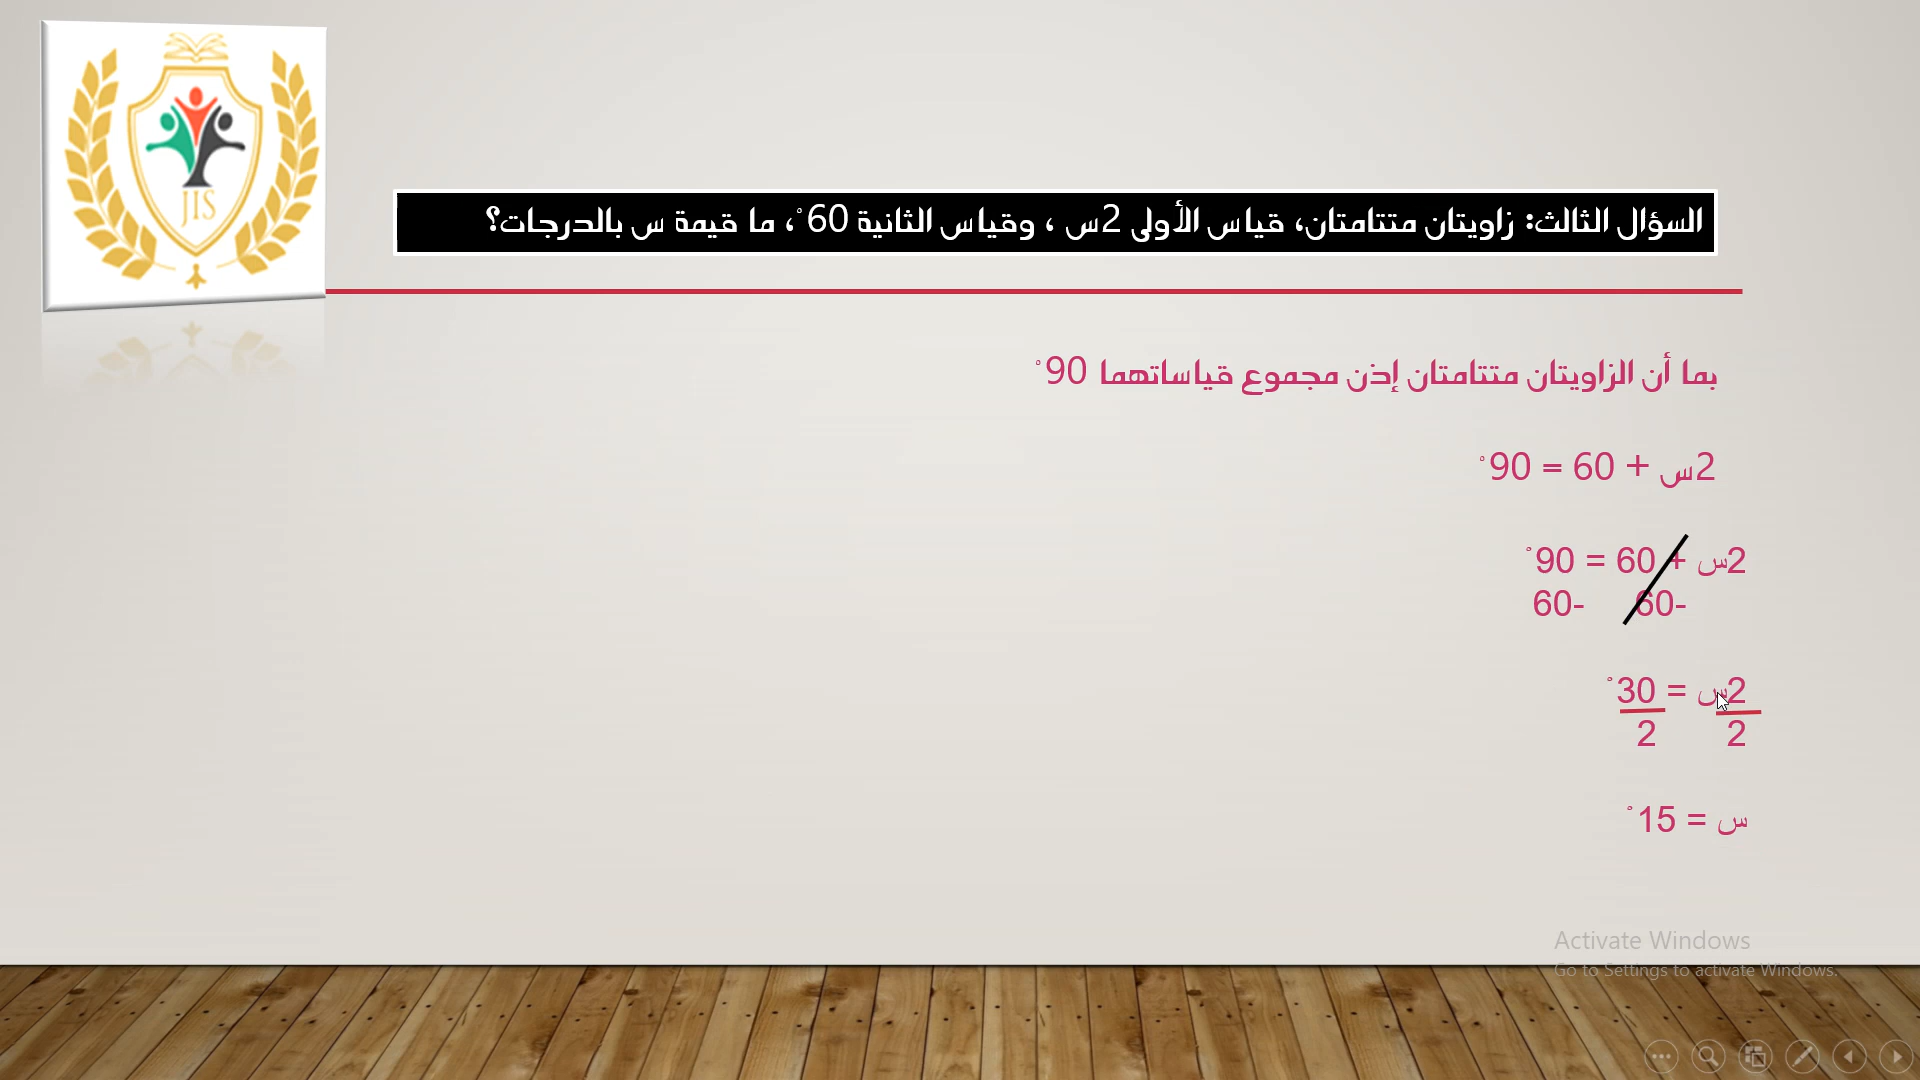 JIS
السؤال الثالث: زاويتان متتامتان، قياس الأولى 2س ، وقياس الثانية 60°، ما قيمة س بالدرجات؟
بما أن الزاويتان متتامتان إذن مجموع قياساتهما 90°
2س + 60 = 90°
2س + 60 = 90°
-60 -60
2س = 30°
2 2
س = 15°
Activate Windows
Go to Settings to activate Windows.